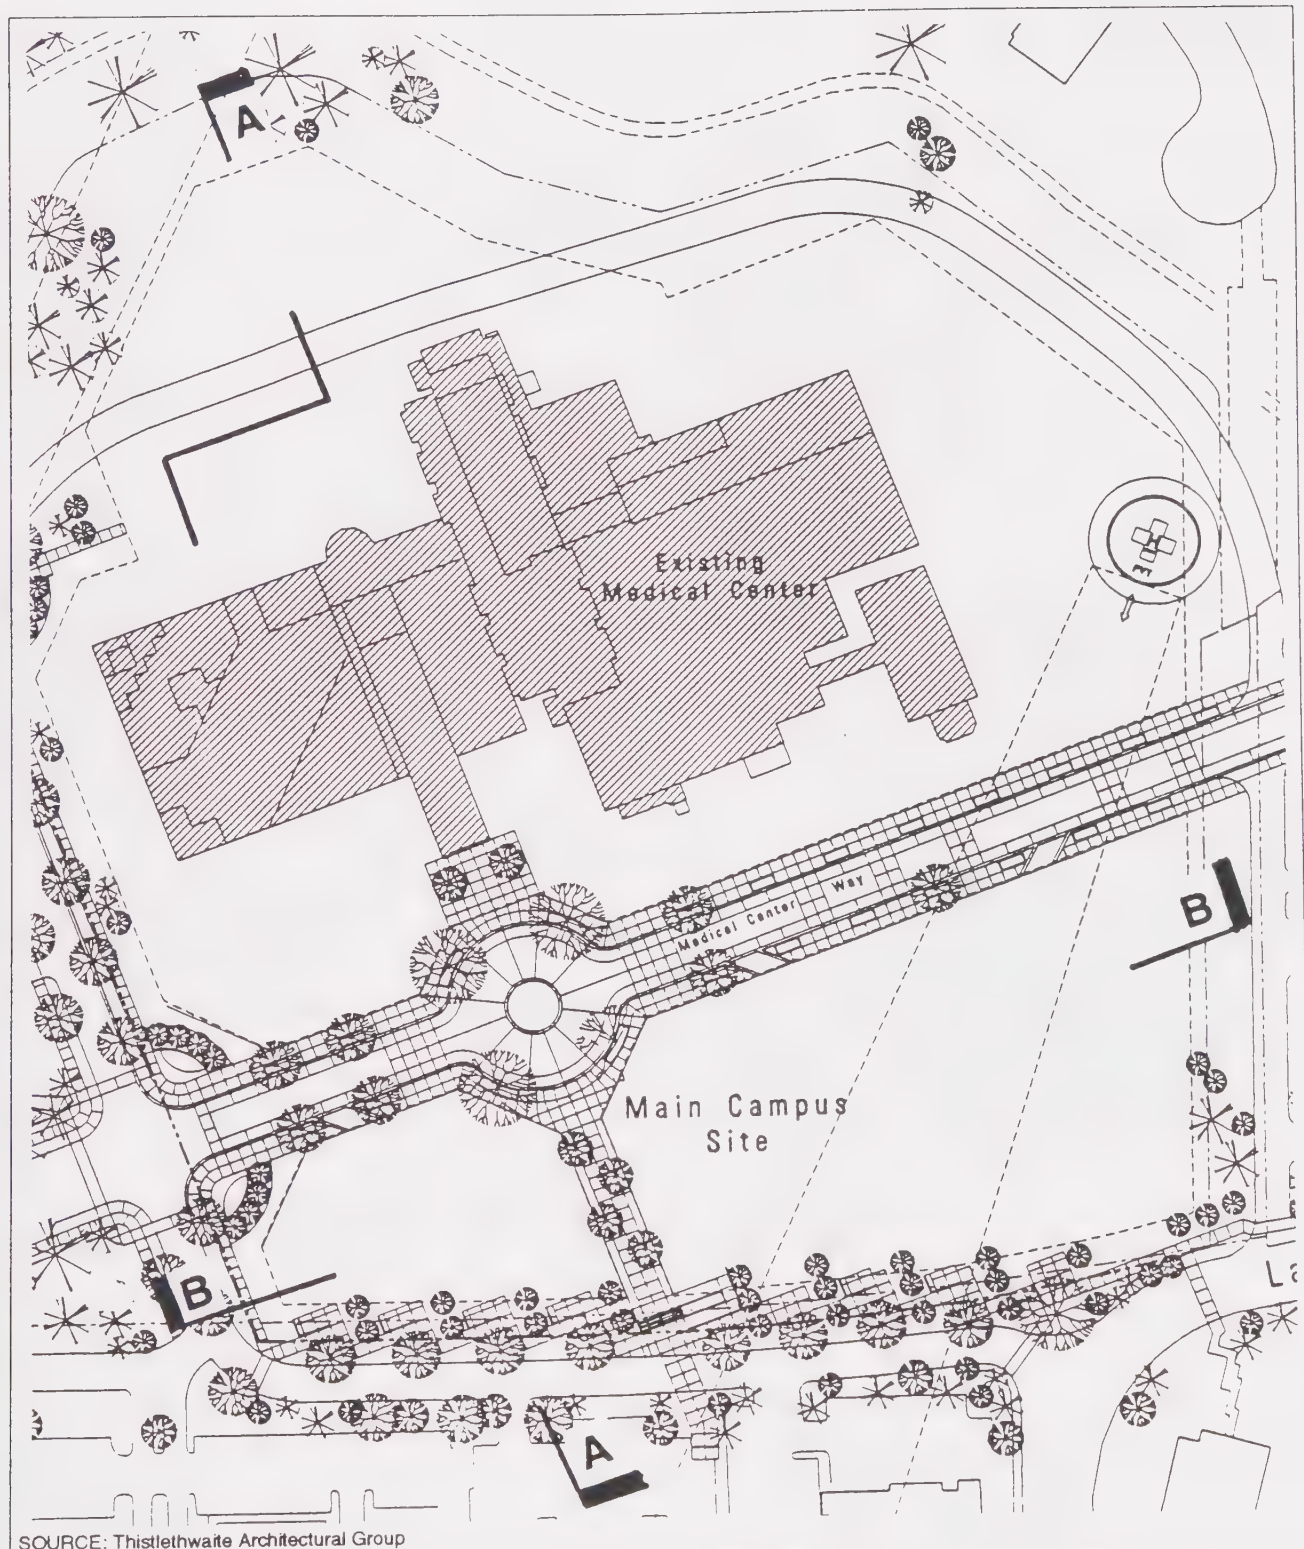 A
Existing
Medical Center
B
Medical Center Way
Main Campus
Site
B
La
A
SOURCE: Thistlethwaite Architectural Group